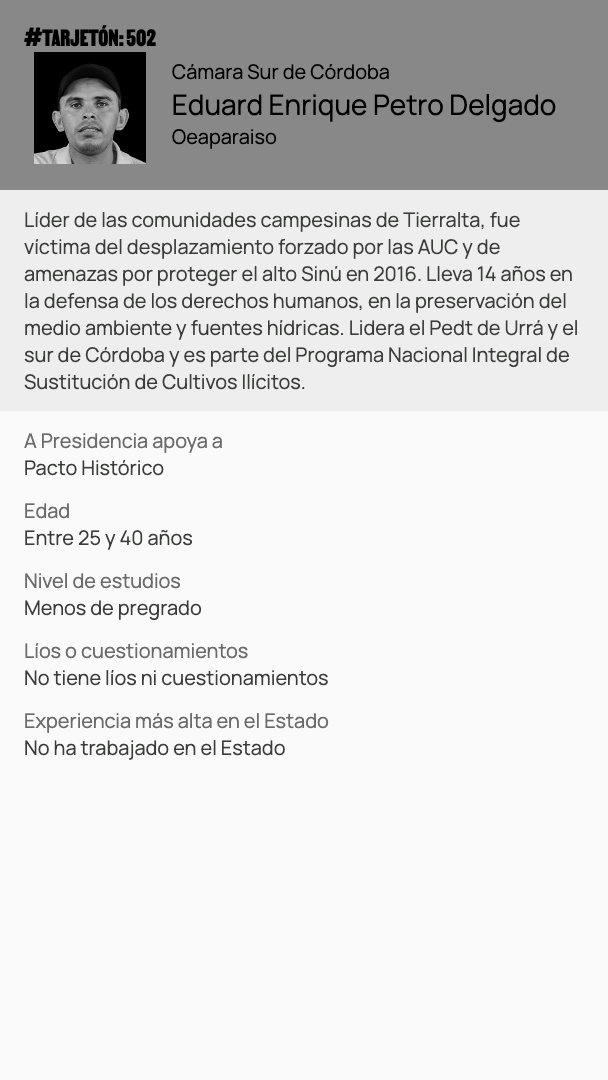 #TARJETÓN: 502
Cámara Sur de Córdoba
Eduard Enrique Petro Delgado
Oeaparaiso
Líder de las comunidades campesinas de Tierralta, fue
víctima del desplazamiento forzado por las AUC y de
amenazas por proteger el alto Sinú en 2016. Lleva 14 años en
la defensa de los derechos humanos, en la preservación del
medio ambiente y fuentes hídricas. Lidera el Pedt de Urrá y el
sur de Córdoba y es parte del Programa Nacional Integral de
Sustitución de Cultivos Ilícitos.
A Presidencia apoya a
Pacto Histórico
Edad
Entre 25 y 40 años
Nivel de estudios
Menos de pregrado
Líos o cuestionamientos
No tiene líos ni cuestionamientos
Experiencia más alta en el Estado
No ha trabajado en el Estado